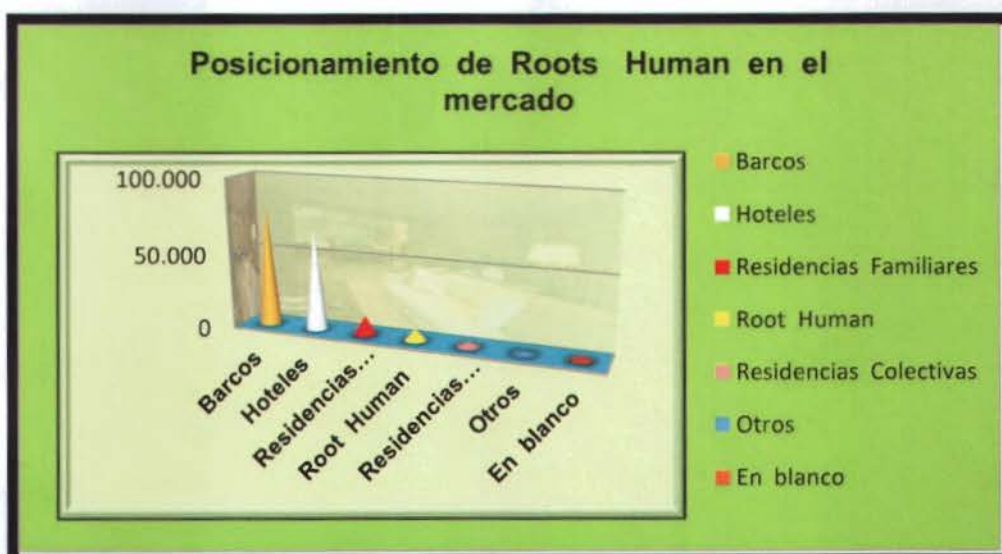 Posicionamiento de Roots Human en el
mercado
100.000
50.000
0
Barcos
Hoteles
Residencias...
Root Human
Residencias...
Otros
En blanco
Barcos
Hoteles
Residencias Familiares
Root Human
Residencias Colectivas
Otros
En blanco